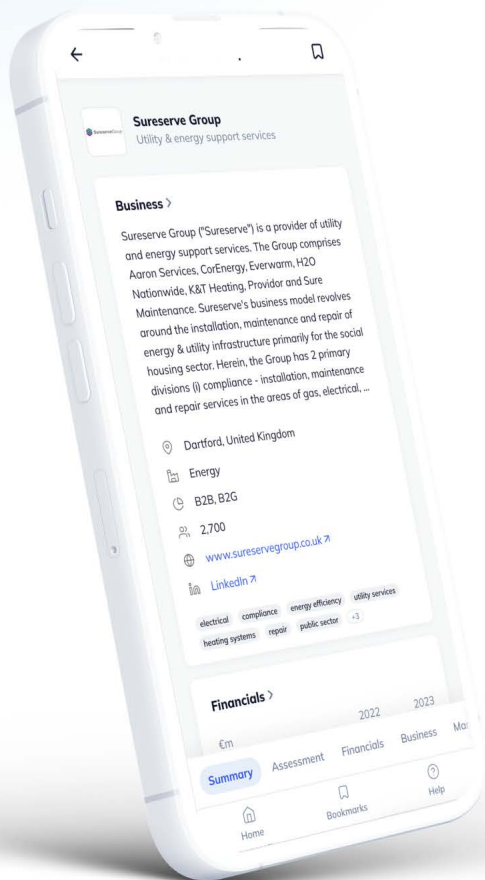 Sureserve Group
Utility & energy support services
Business >
Sureserve Group ("Sureserve") is a provider of utility
and energy support services. The Group comprises
Aaron Services, CorEnergy, Everwarm, H2O
Nationwide, K&T Heating, Providor and Sure
Maintenance. Sureserve's business model revolves
around the installation, maintenance and repair of
energy & utility infrastructure primarily for the social
housing sector. Herein, the Group has 2 primary
divisions (i) compliance - installation, maintenance
and repair services in the areas of gas, electrical, ...
Dartford, United Kingdom
Energy
B2B, B2G
2,700
www.sureservegroup.co.uk ↗
LinkedIn ↗
electrical compliance energy efficiency utility services
heating systems repair public sector +3
Financials >
€m 2022 2023
Summary Assessment Financials Business Ma
Home Bookmarks Help